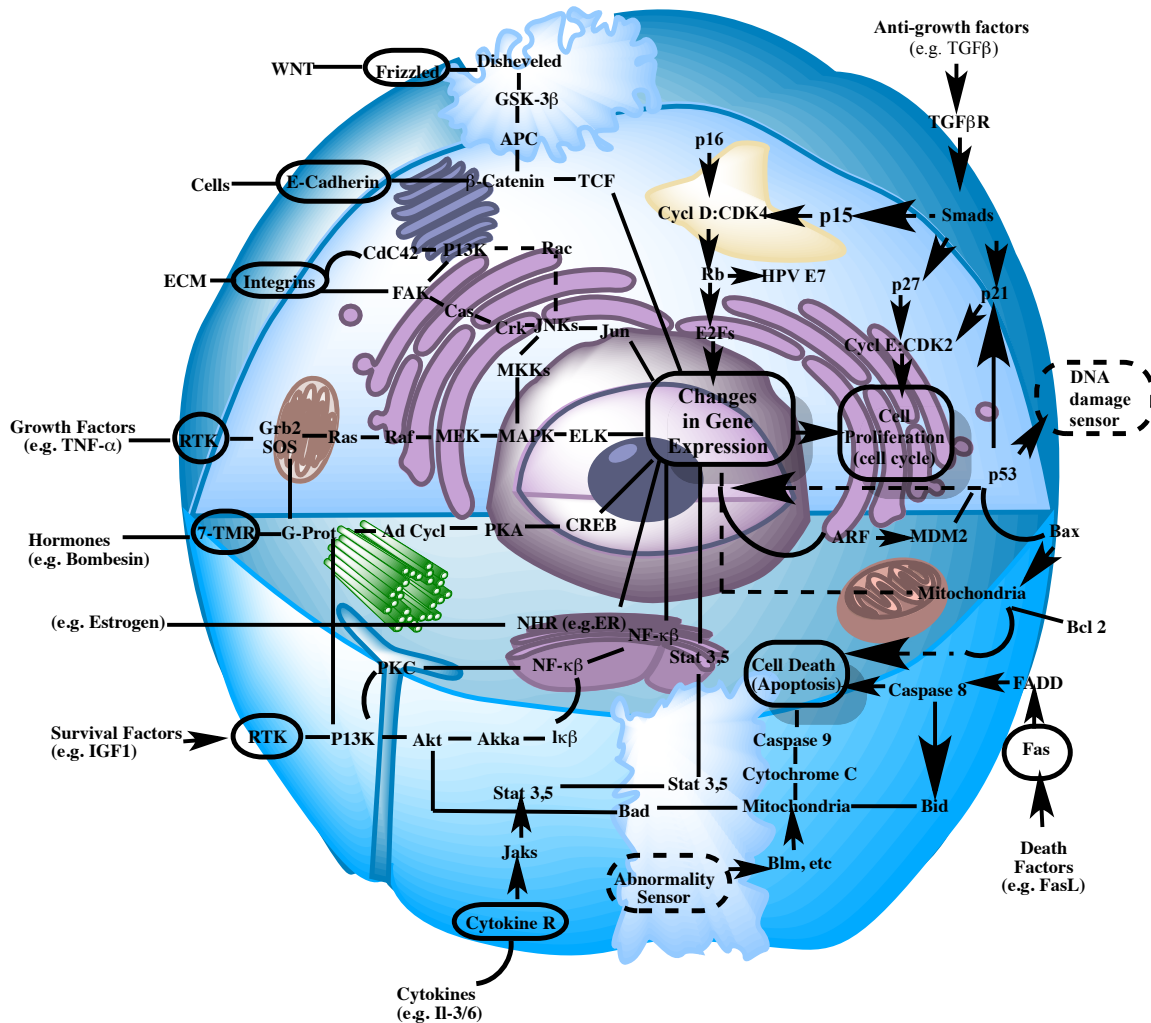 Anti-growth factors
(e.g. TGFβ)
WNT
Frizzled
Disheveled
GSK-3β
APC
TGFβR
p16
Cells
E-Cadherin
β-Catenin
TCF
Cycl D:CDK4
p15
Smads
CdC42
P13K
Rac
ECM
Integrins
FAK
Cas
Crk
JNKs
Jun
Rb
HPV E7
p27
p21
E2Fs
Cycl E:CDK2
MKKs
Changes
in Gene
Expression
Cell
Proliferation
(cell cycle)
DNA
damage
sensor
Growth Factors
(e.g. TNF-α)
RTK
Grb2
SOS
Ras
Raf
MEK
MAPK
ELK
p53
Hormones
(e.g. Bombesin)
7-TMR
G-Prot
Ad Cycl
PKA
CREB
ARF
MDM2
Bax
Mitochondria
(e.g. Estrogen)
NHR (e.g.ER)
NF-κβ
Bcl 2
PKC
NF-κβ
Stat 3,5
Cell Death
(Apoptosis)
Caspase 8
FADD
Survival Factors
(e.g. IGF1)
RTK
P13K
Akt
Akka
Iκβ
Caspase 9
Fas
Cytochrome C
Stat 3,5
Stat 3,5
Bad
Mitochondria
Bid
Jaks
Blm, etc
Death
Factors
(e.g. FasL)
Abnormality
Sensor
Cytokine R
Cytokines
(e.g. Il-3/6)